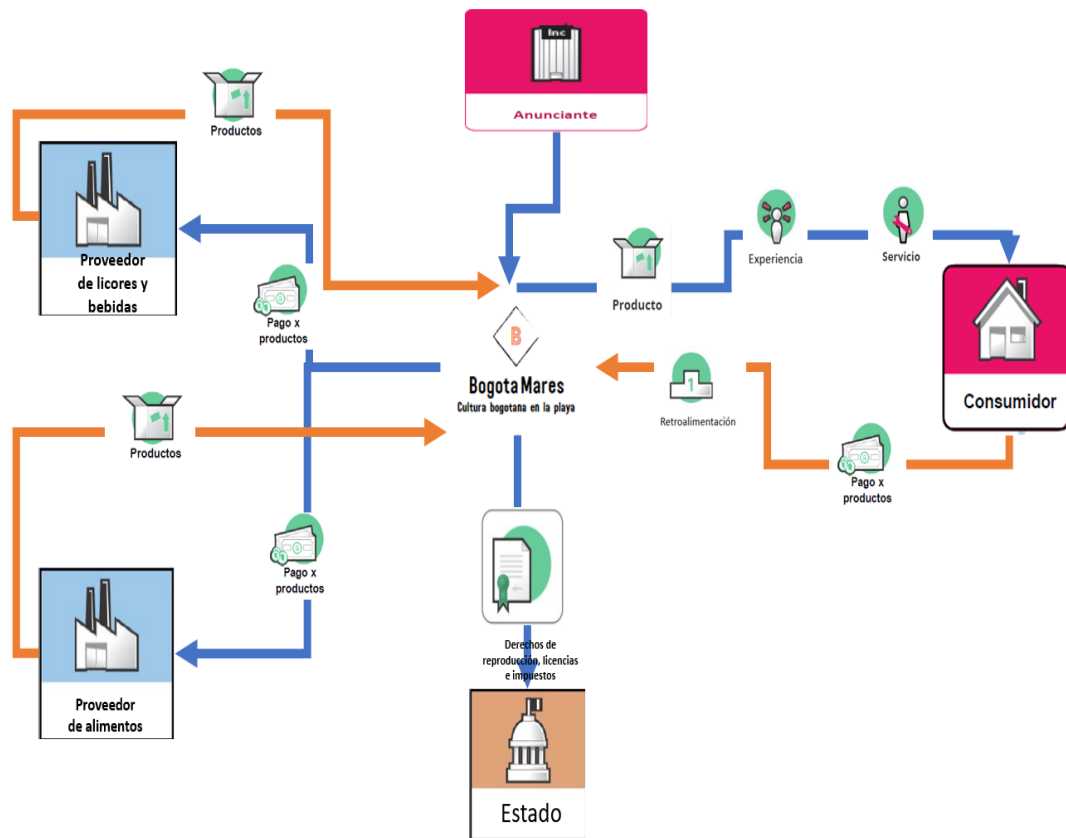 Inc
Anunciante
Productos
Proveedor
de licores y
bebidas
Pago x
productos
Producto
Experiencia
Servicio
Consumidor
B
Bogota Mares
Cultura bogotana en la playa
1
Retroalimentación
Pago x
productos
Productos
Pago x
productos
Proveedor
de alimentos
Derechos de
reproducción, licencias
e impuestos
Estado